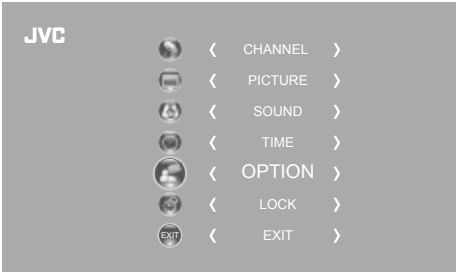 JVC
CHANNEL
PICTURE
SOUND
TIME
OPTION
LOCK
EXIT EXIT